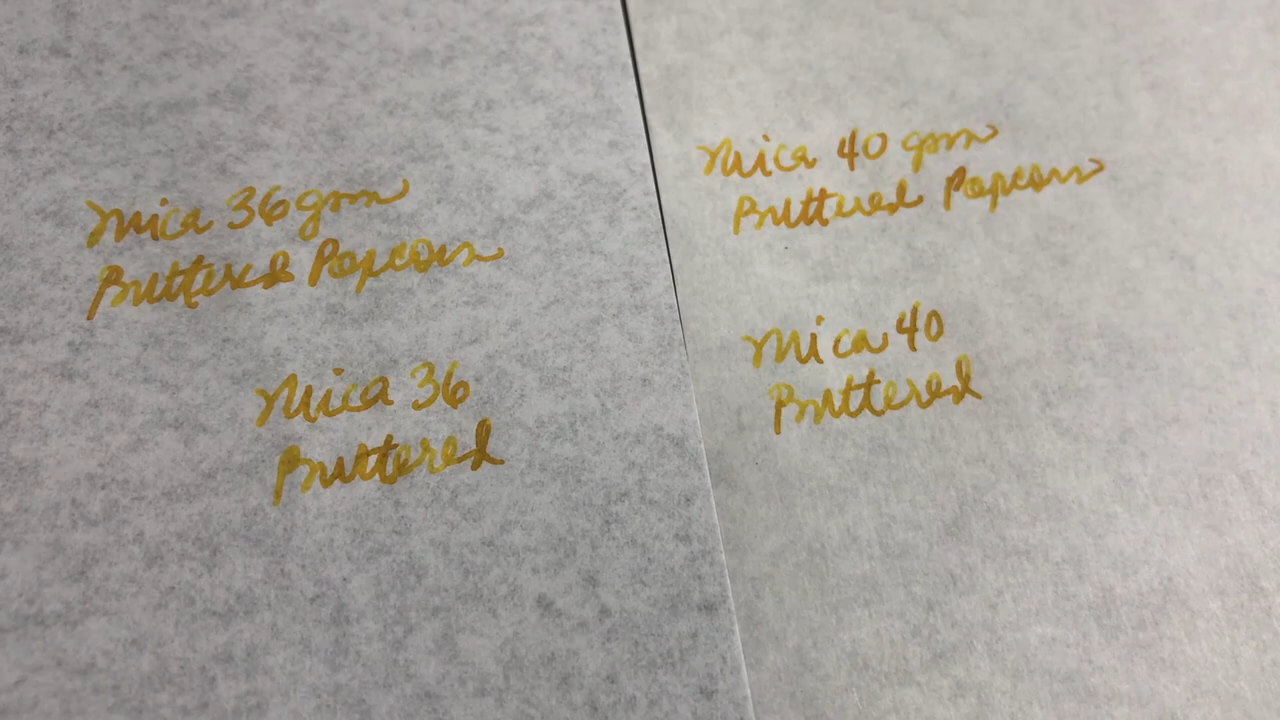 Mica 36 gsm
Buttered Popcorn
Mica 36
Buttered
Mica 40 gsm
Buttered Popcorn
Mica 40
Buttered